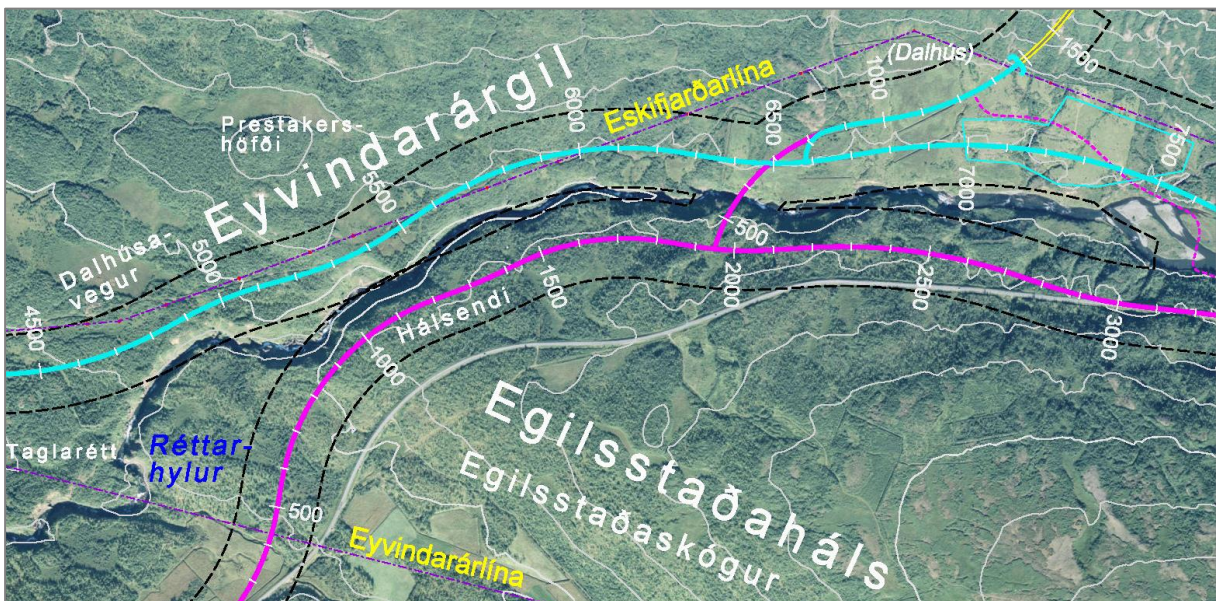 1500
(Dalhús)
1000
Eskifjarðarlína
6500
6000
Eyvindarárgil
Prestakers-
höfði
7500
5500
7000
5000
Dalhúsa-
vegur
500
2000
1500
2500
4500
3000
Hálsendi
1000
Egilsstaðaháls
Egilsstaðaskógur
Taglarétt
Réttar-
hylur
500
Eyvindarárlína